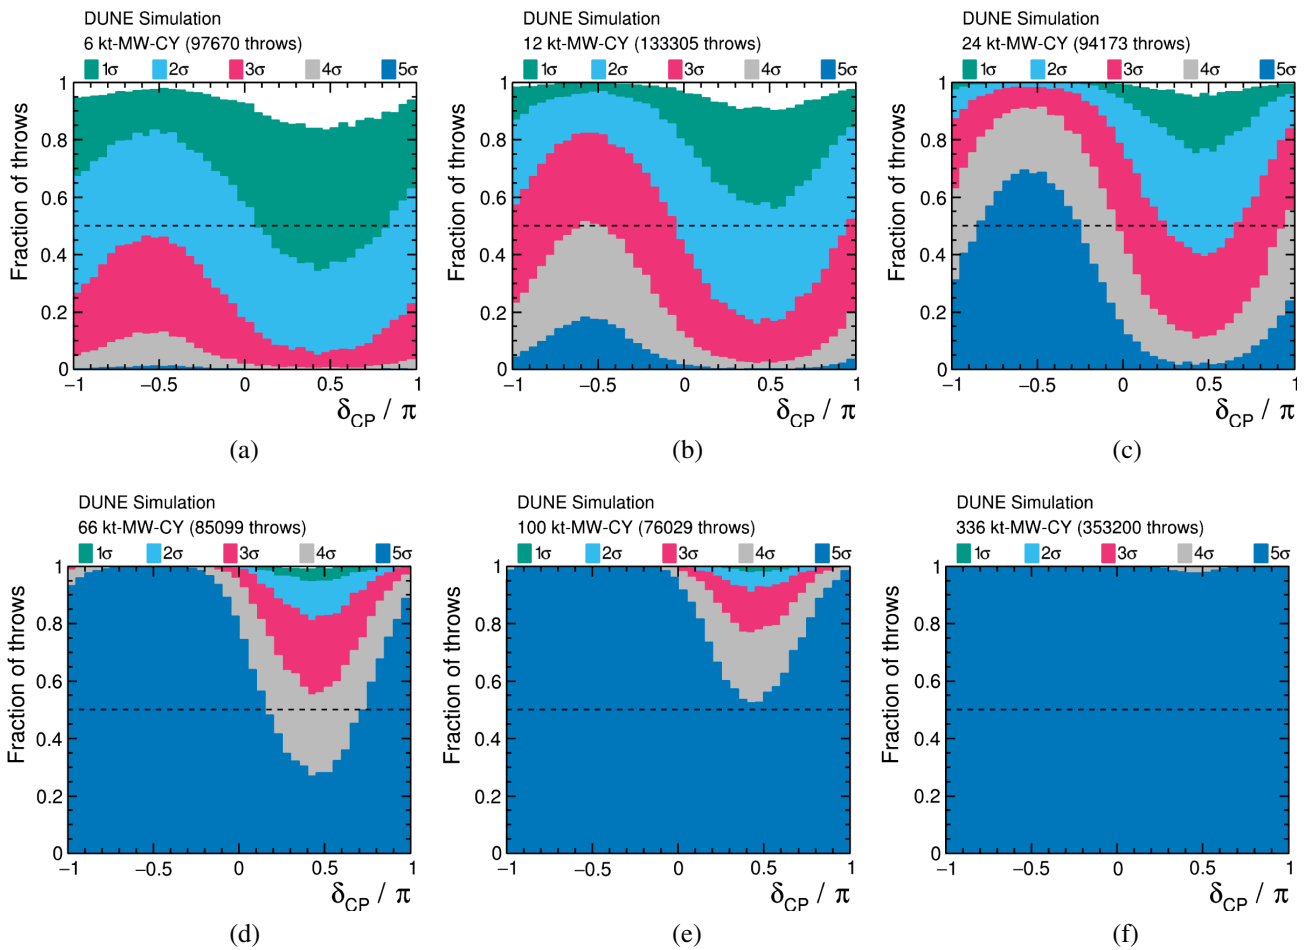 DUNE Simulation
6 kt-MW-CY (97670 throws)
1σ 2σ 3σ 4σ 5σ
Fraction of throws
1
0.8
0.6
0.4
0.2
0
−1 −0.5 0 0.5 1
δCP / π
(a)
DUNE Simulation
12 kt-MW-CY (133305 throws)
1σ 2σ 3σ 4σ 5σ
Fraction of throws
1
0.8
0.6
0.4
0.2
0
−1 −0.5 0 0.5 1
δCP / π
(b)
DUNE Simulation
24 kt-MW-CY (94173 throws)
1σ 2σ 3σ 4σ 5σ
Fraction of throws
1
0.8
0.6
0.4
0.2
0
−1 −0.5 0 0.5 1
δCP / π
(c)
DUNE Simulation
66 kt-MW-CY (85099 throws)
1σ 2σ 3σ 4σ 5σ
Fraction of throws
1
0.8
0.6
0.4
0.2
0
−1 −0.5 0 0.5 1
δCP / π
(d)
DUNE Simulation
100 kt-MW-CY (76029 throws)
1σ 2σ 3σ 4σ 5σ
Fraction of throws
1
0.8
0.6
0.4
0.2
0
−1 −0.5 0 0.5 1
δCP / π
(e)
DUNE Simulation
336 kt-MW-CY (353200 throws)
1σ 2σ 3σ 4σ 5σ
Fraction of throws
1
0.8
0.6
0.4
0.2
0
−1 −0.5 0 0.5 1
δCP / π
(f)